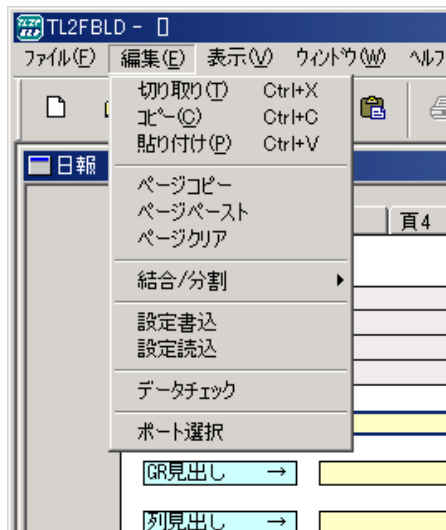 TL2FBLD -
ファイル(F) 編集(E) 表示(V) ウィンドウ(W) ヘルプ
切り取り(T) Ctrl+X
コピー(C) Ctrl+C
貼り付け(P) Ctrl+V
日報
ページコピー
ページペースト
ページクリア
頁4
結合/分割
設定書込
設定読込
データチェック
ポート選択
GR見出し →
列見出し →